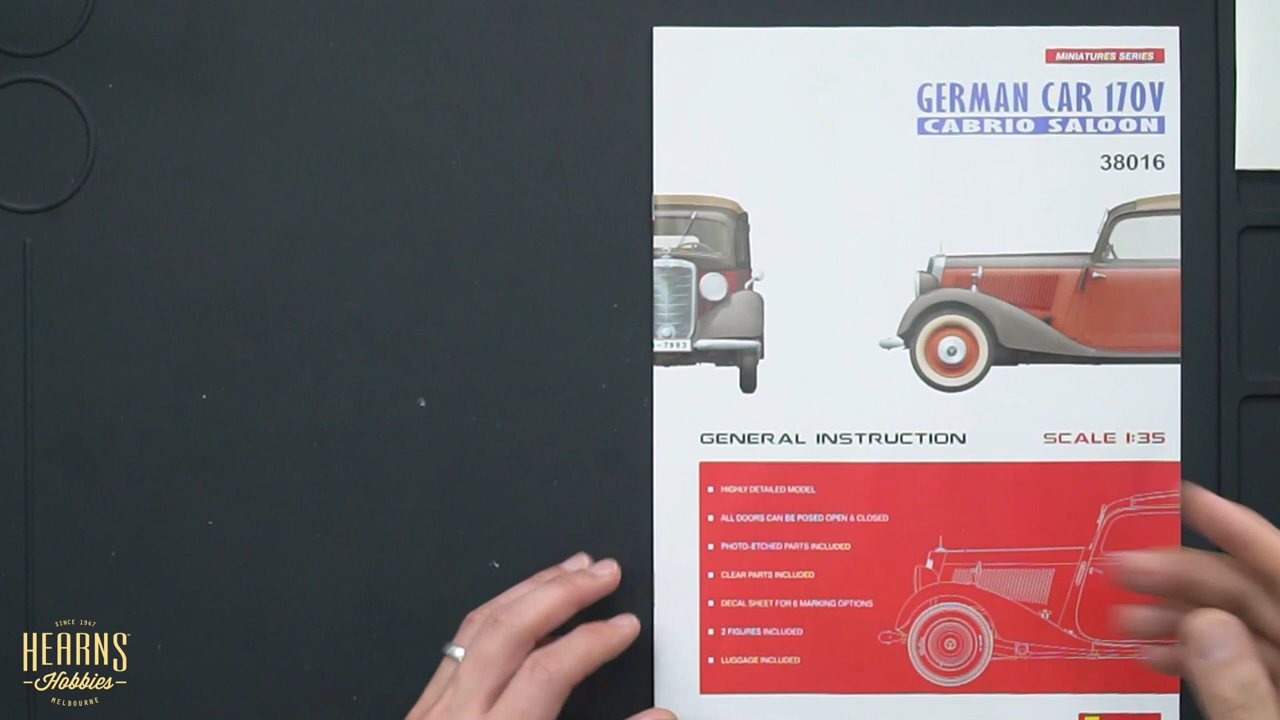 MINIATURES SERIES
GERMAN CAR 170V
CABRIO SALOON
38016
-7983
GENERAL INSTRUCTION
SCALE 1:35
HIGHLY DETAILED MODEL
ALL DOORS CAN BE POSED OPEN & CLOSED
PHOTO-ETCHED PARTS INCLUDED
CLEAR PARTS INCLUDED
DECAL SHEET FOR 6 MARKING OPTIONS
2 FIGURES INCLUDED
LUGGAGE INCLUDED
SINCE 1947
HEARNS
Hobbies
MELBOURNE